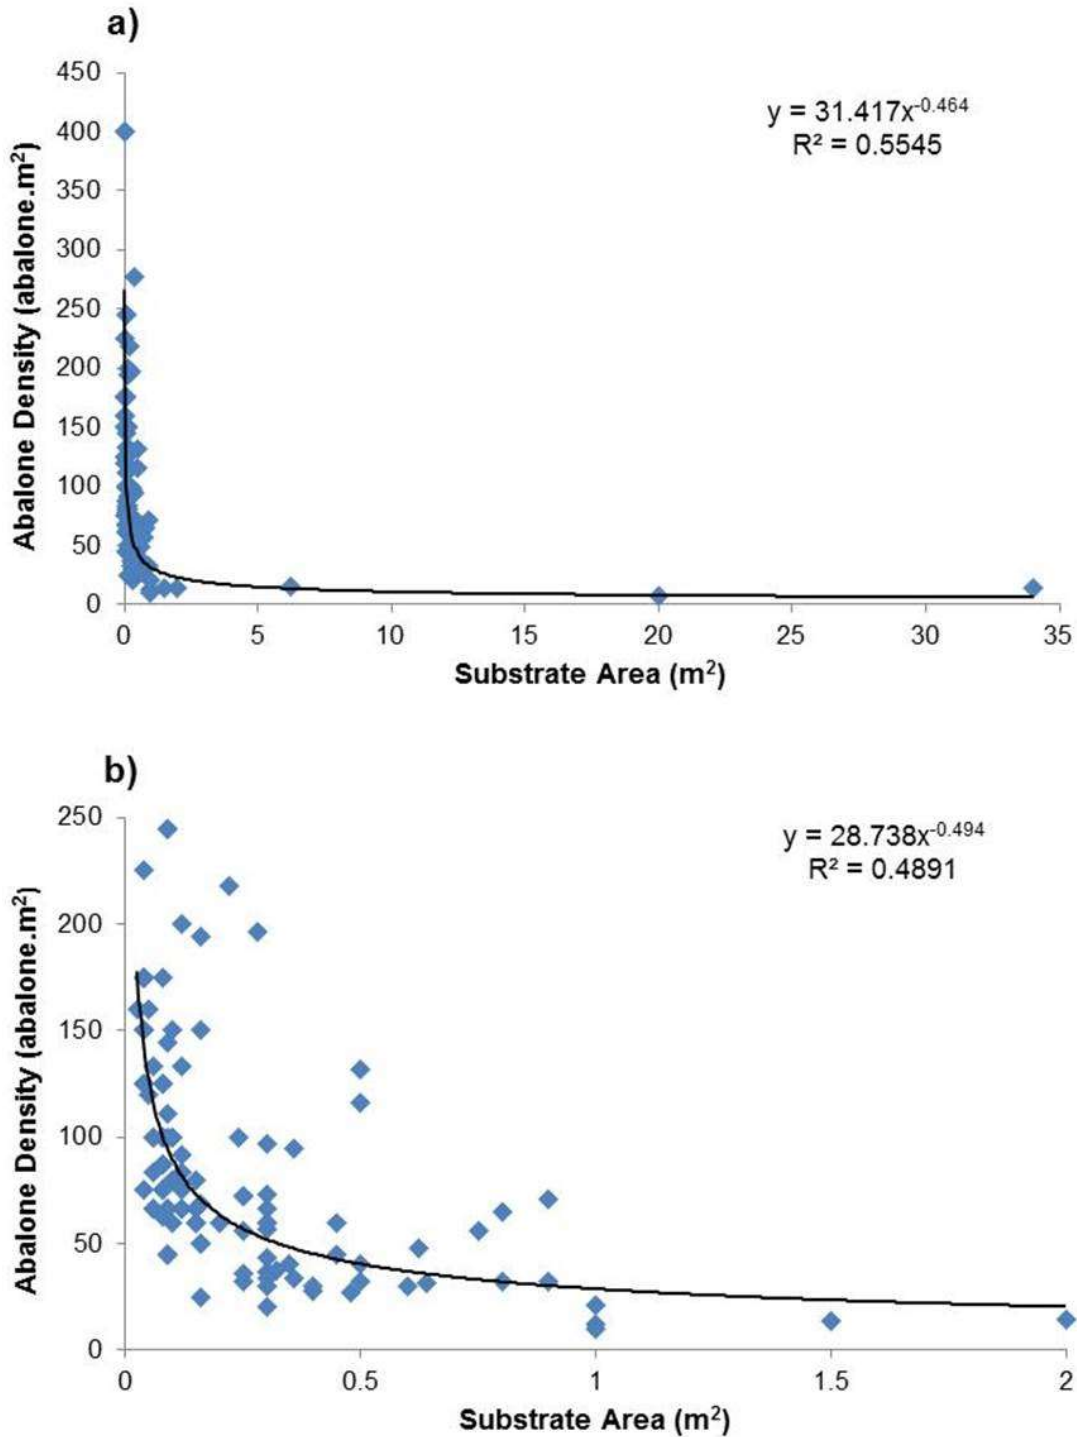 a)
450
400
350
300
250
200
150
100
50
0
Abalone Density (abalone.m²)
y = 31.417x^-0.464
R² = 0.5545
0 5 10 15 20 25 30 35
Substrate Area (m²)
b)
250
200
150
100
50
0
Abalone Density (abalone.m²)
y = 28.738x^-0.494
R² = 0.4891
0 0.5 1 1.5 2
Substrate Area (m²)